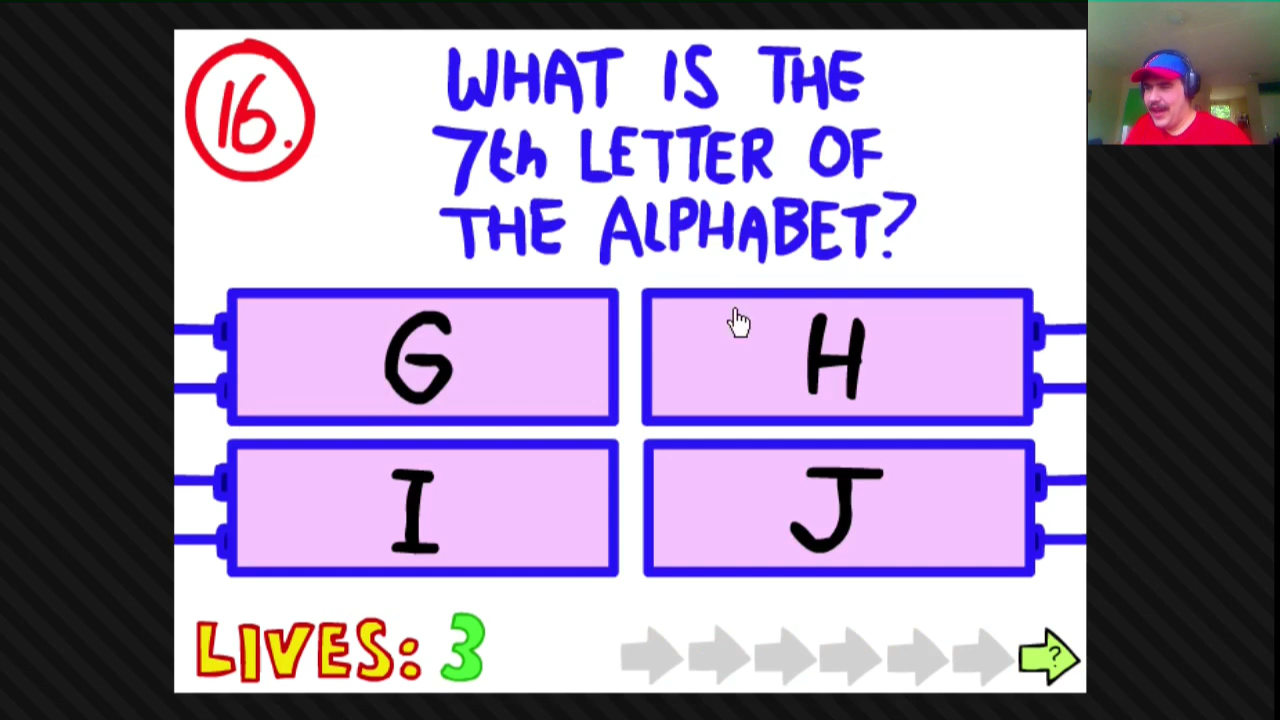 16.
WHAT IS THE
7th LETTER OF
THE ALPHABET?
G
H
I
J
LIVES: 3
?